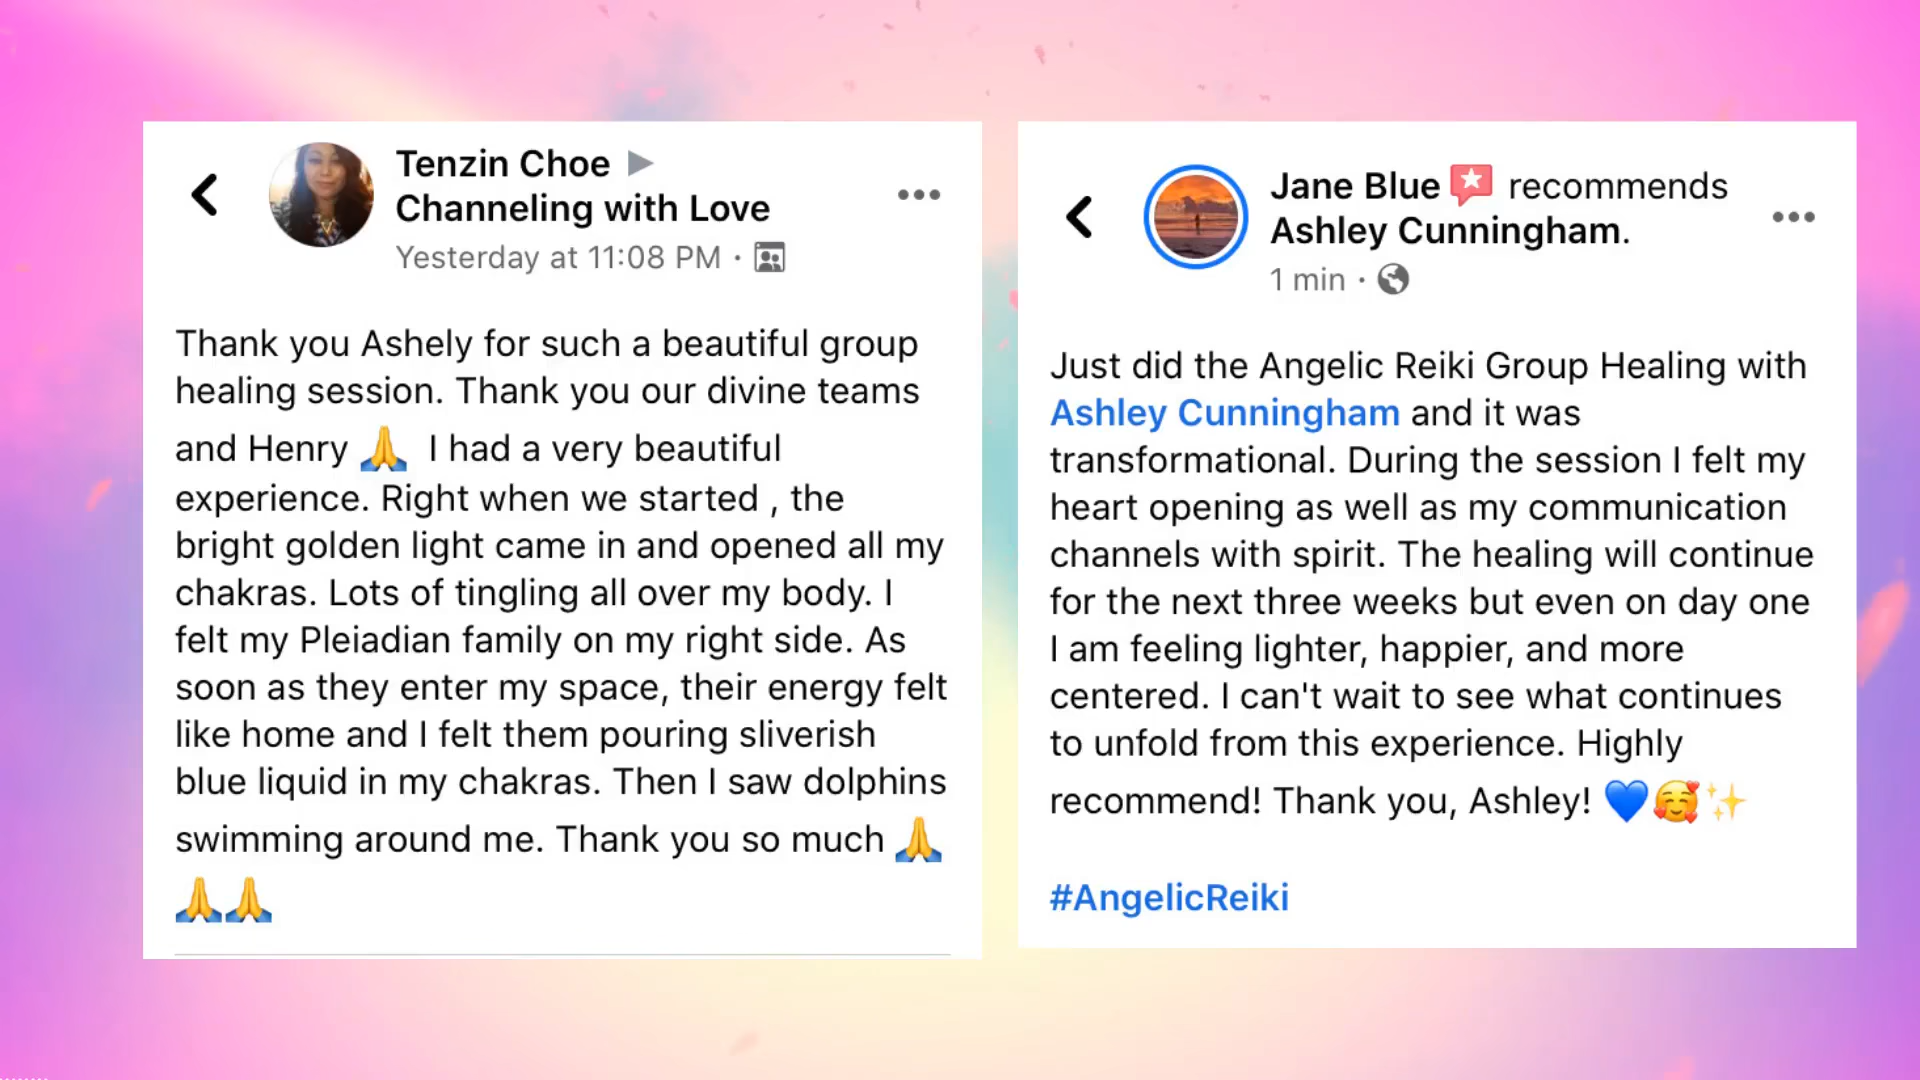 Tenzin Choe ▶
Channeling with Love
Yesterday at 11:08 PM ·
Thank you Ashely for such a beautiful group
healing session. Thank you our divine teams
and Henry 🙏 I had a very beautiful
experience. Right when we started , the
bright golden light came in and opened all my
chakras. Lots of tingling all over my body. I
felt my Pleiadian family on my right side. As
soon as they enter my space, their energy felt
like home and I felt them pouring sliverish
blue liquid in my chakras. Then I saw dolphins
swimming around me. Thank you so much 🙏
🙏🙏
Jane Blue recommends
Ashley Cunningham.
1 min ·
Just did the Angelic Reiki Group Healing with
Ashley Cunningham and it was
transformational. During the session I felt my
heart opening as well as my communication
channels with spirit. The healing will continue
for the next three weeks but even on day one
I am feeling lighter, happier, and more
centered. I can't wait to see what continues
to unfold from this experience. Highly
recommend! Thank you, Ashley! 💙🥰✨
#AngelicReiki